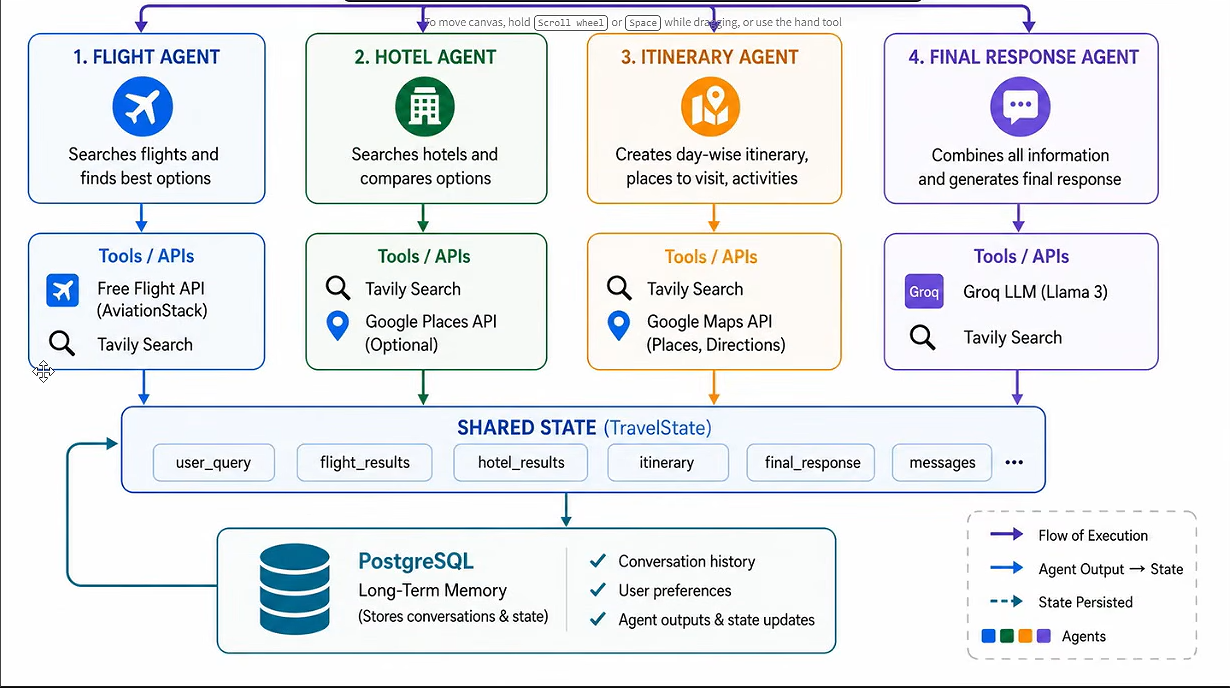 To move canvas, hold Scroll wheel or Space while dragging, or use the hand tool
1. FLIGHT AGENT
Searches flights and
finds best options
2. HOTEL AGENT
Searches hotels and
compares options
3. ITINERARY AGENT
Creates day-wise itinerary,
places to visit, activities
4. FINAL RESPONSE AGENT
Combines all information
and generates final response
Tools / APIs
Free Flight API
(AviationStack)
Tavily Search
Tools / APIs
Tavily Search
Google Places API
(Optional)
Tools / APIs
Tavily Search
Google Maps API
(Places, Directions)
Tools / APIs
Groq
Groq LLM (Llama 3)
Tavily Search
SHARED STATE (TravelState)
user_query
flight_results
hotel_results
itinerary
final_response
messages
•••
PostgreSQL
Long-Term Memory
(Stores conversations & state)
Conversation history
User preferences
Agent outputs & state updates
Flow of Execution
Agent Output → State
State Persisted
Agents